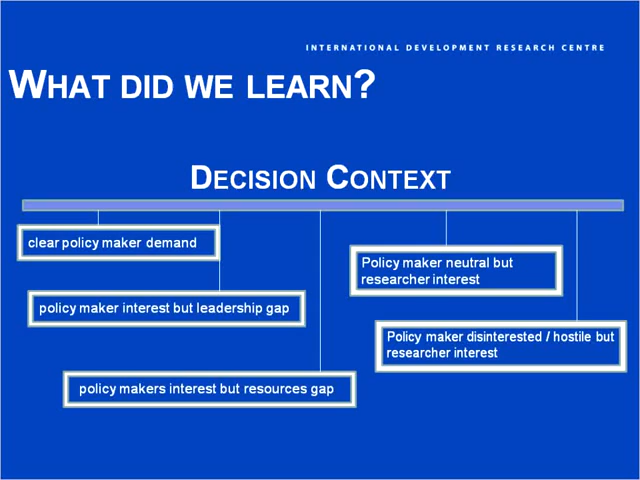 INTERNATIONAL DEVELOPMENT RESEARCH CENTRE
WHAT DID WE LEARN?
DECISION CONTEXT
clear policy maker demand
policy maker interest but leadership gap
policy makers interest but resources gap
Policy maker neutral but
researcher interest
Policy maker disinterested / hostile but
researcher interest